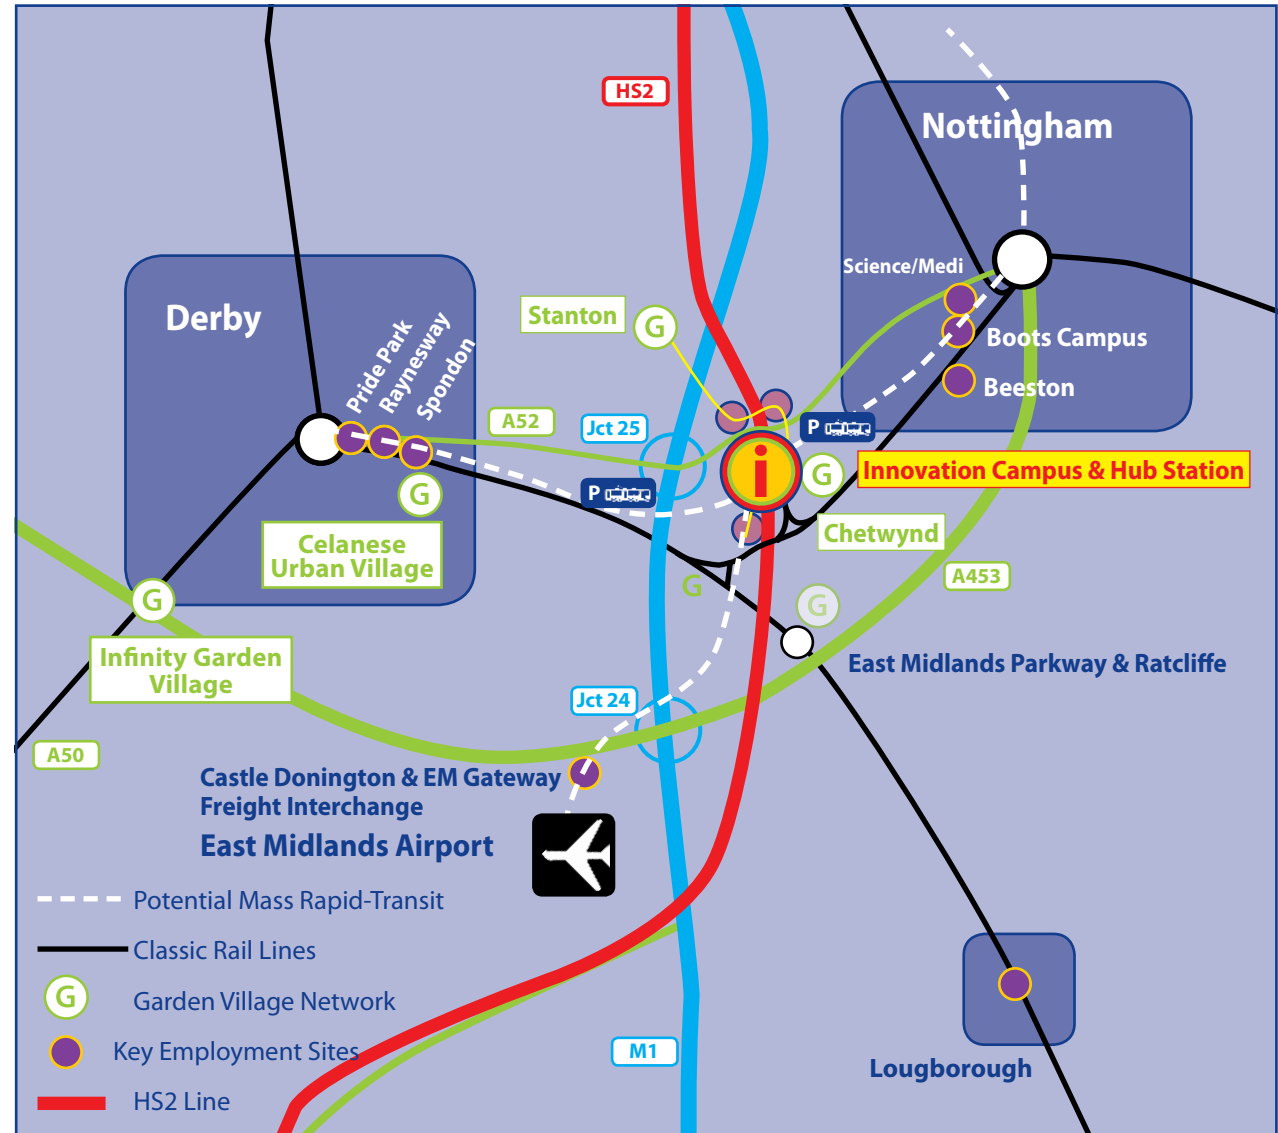 HS2
Nottingham
Science/Medi
Derby
Pride Park
Raynesway
Spondon
Stanton
G
Boots Campus
Beeston
A52
Jct 25
P
i
G
Innovation Campus & Hub Station
G
P
Chetwynd
Celanese
Urban Village
A453
G
G
G
Infinity Garden
Village
East Midlands Parkway & Ratcliffe
Jct 24
A50
Castle Donington & EM Gateway
Freight Interchange
East Midlands Airport
Potential Mass Rapid-Transit
Classic Rail Lines
G
Garden Village Network
Key Employment Sites
M1
Lougborough
HS2 Line